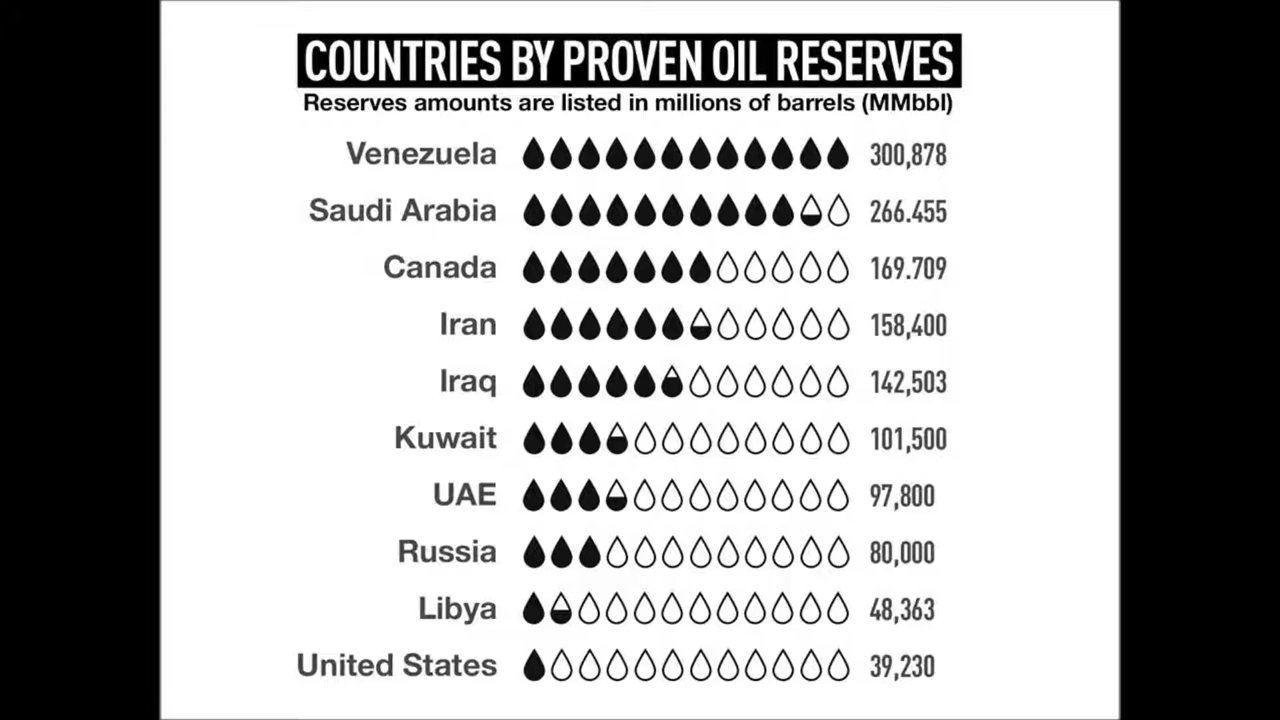 COUNTRIES BY PROVEN OIL RESERVES
Reserves amounts are listed in millions of barrels (MMbbl)
Venezuela 300,878
Saudi Arabia 266.455
Canada 169.709
Iran 158,400
Iraq 142,503
Kuwait 101,500
UAE 97,800
Russia 80,000
Libya 48,363
United States 39,230